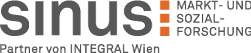 sinus:
MARKT- UND
SOZIAL-
FORSCHUNG
Partner von INTEGRAL Wien